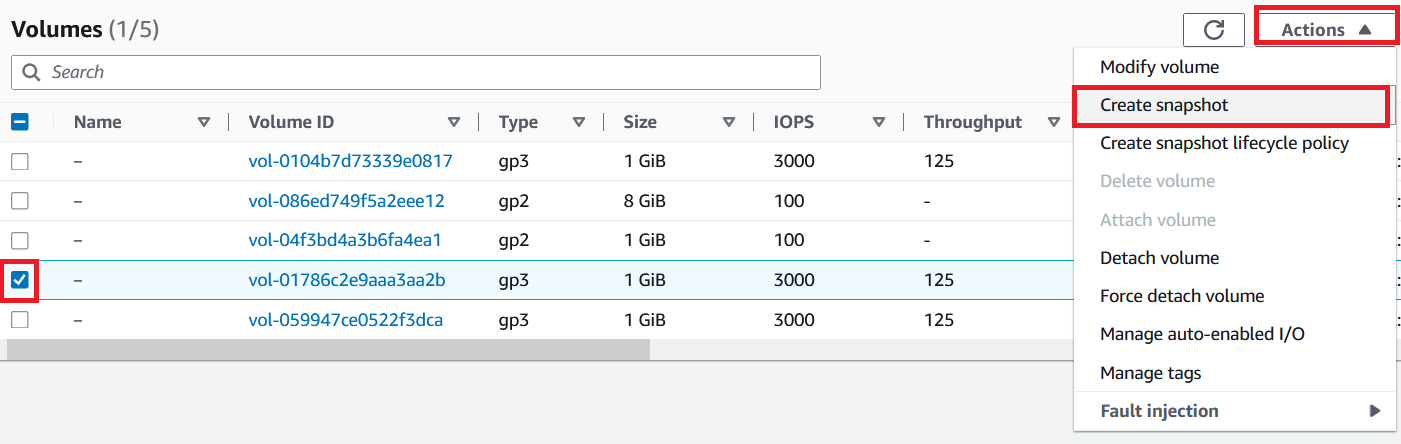 Volumes (1/5)
Actions
Search
Modify volume
Create snapshot
Create snapshot lifecycle policy
Delete volume
Attach volume
Detach volume
Force detach volume
Manage auto-enabled I/O
Manage tags
Fault injection
Name Volume ID Type Size IOPS Throughput
– vol-0104b7d73339e0817 gp3 1 GiB 3000 125
– vol-086ed749f5a2eee12 gp2 8 GiB 100 -
– vol-04f3bd4a3b6fa4ea1 gp2 1 GiB 100 -
– vol-01786c2e9aaa3aa2b gp3 1 GiB 3000 125
– vol-059947ce0522f3dca gp3 1 GiB 3000 125